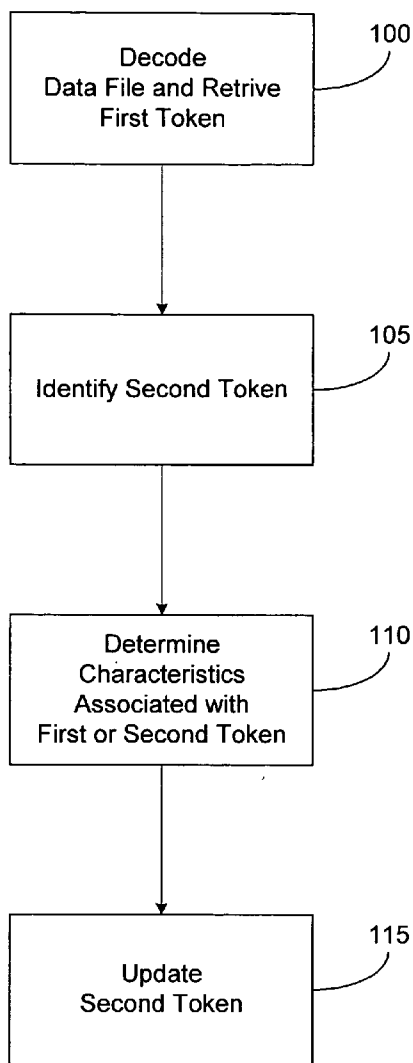 Decode
Data File and Retrive
First Token
100
Identify Second Token
105
Determine
Characteristics
Associated with
First or Second Token
110
Update
Second Token
115